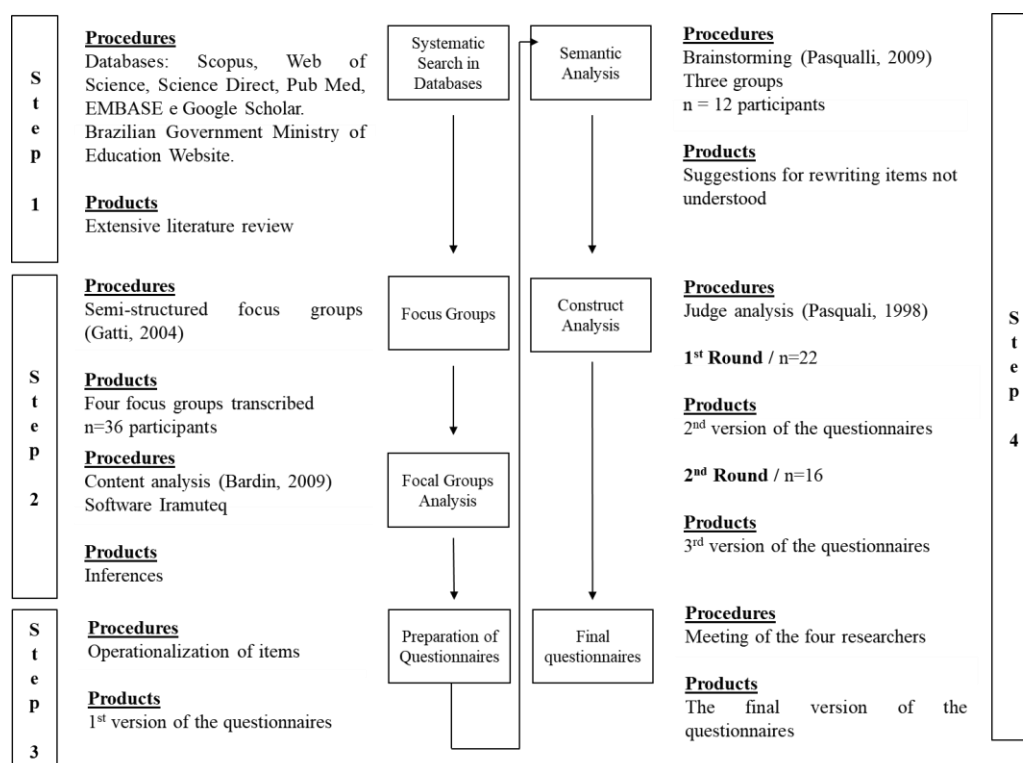 Step 1
Procedures
Databases: Scopus, Web of
Science, Science Direct, Pub Med,
EMBASE e Google Scholar.
Brazilian Government Ministry of
Education Website.
Products
Extensive literature review
Systematic
Search in
Databases
Step 2
Procedures
Semi-structured focus groups
(Gatti, 2004)
Products
Four focus groups transcribed
n=36 participants
Focus Groups
Procedures
Content analysis (Bardin, 2009)
Software Iramuteq
Products
Inferences
Focal Groups
Analysis
Step 3
Procedures
Operationalization of items
Products
1st version of the questionnaires
Preparation of
Questionnaires
Semantic
Analysis
Procedures
Brainstorming (Pasqualli, 2009)
Three groups
n = 12 participants
Products
Suggestions for rewriting items not
understood
Construct
Analysis
Procedures
Judge analysis (Pasquali, 1998)
1st Round / n=22
Products
2nd version of the questionnaires
2nd Round / n=16
Products
3rd version of the questionnaires
Final
questionnaires
Procedures
Meeting of the four researchers
Products
The final version of the
questionnaires
Step 4